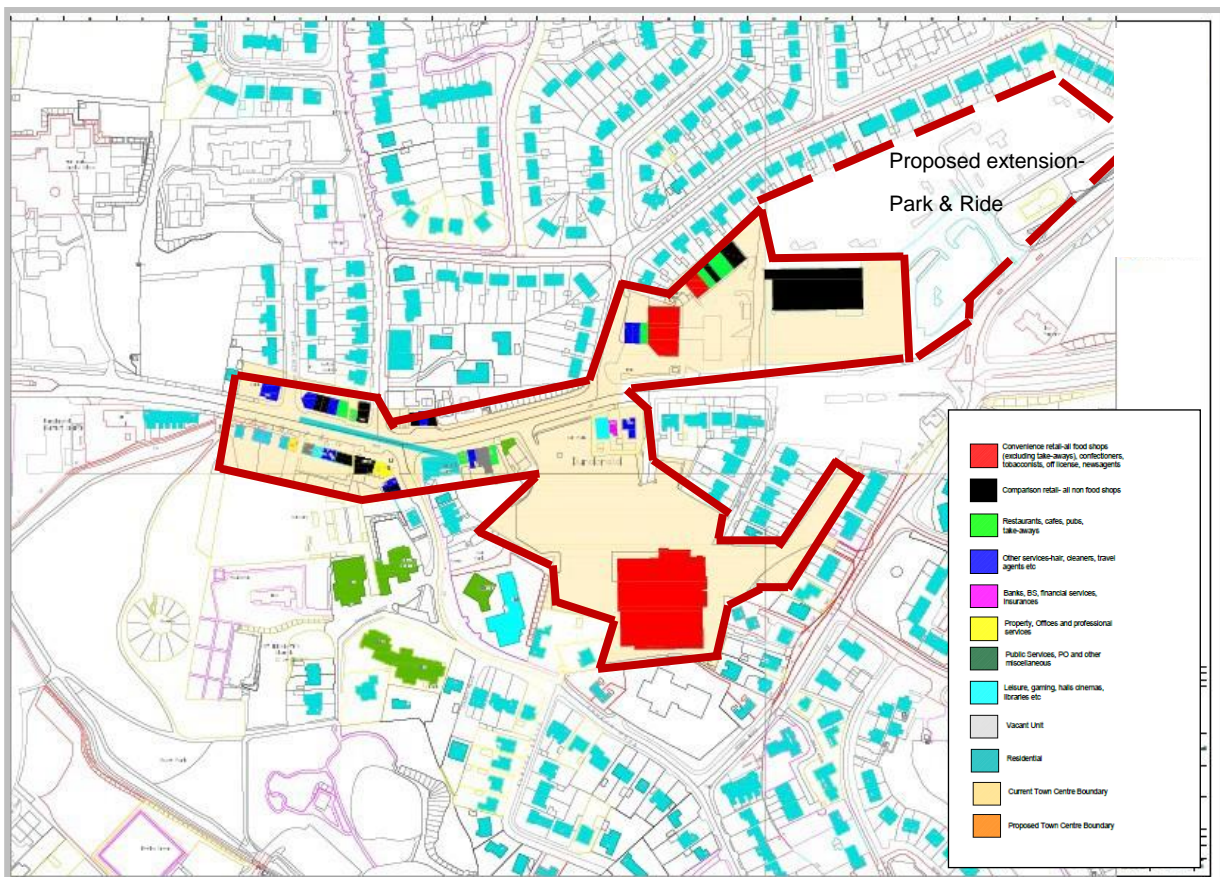 Proposed extension-
Park & Ride
Convenience retail-all food shops
(excluding take-aways), confectioners,
tobacconists, off license, newsagents
Comparison retail- all non food shops
Restaurants, cafes, pubs,
take-aways
Other services-hair, cleaners, travel
agents etc
Banks, BS, financial services,
insurances
Property, Offices and professional
services
Public Services, PO and other
miscellaneous
Leisure, gaming, halls cinemas,
libraries etc
Vacant Unit
Residential
Current Town Centre Boundary
Proposed Town Centre Boundary